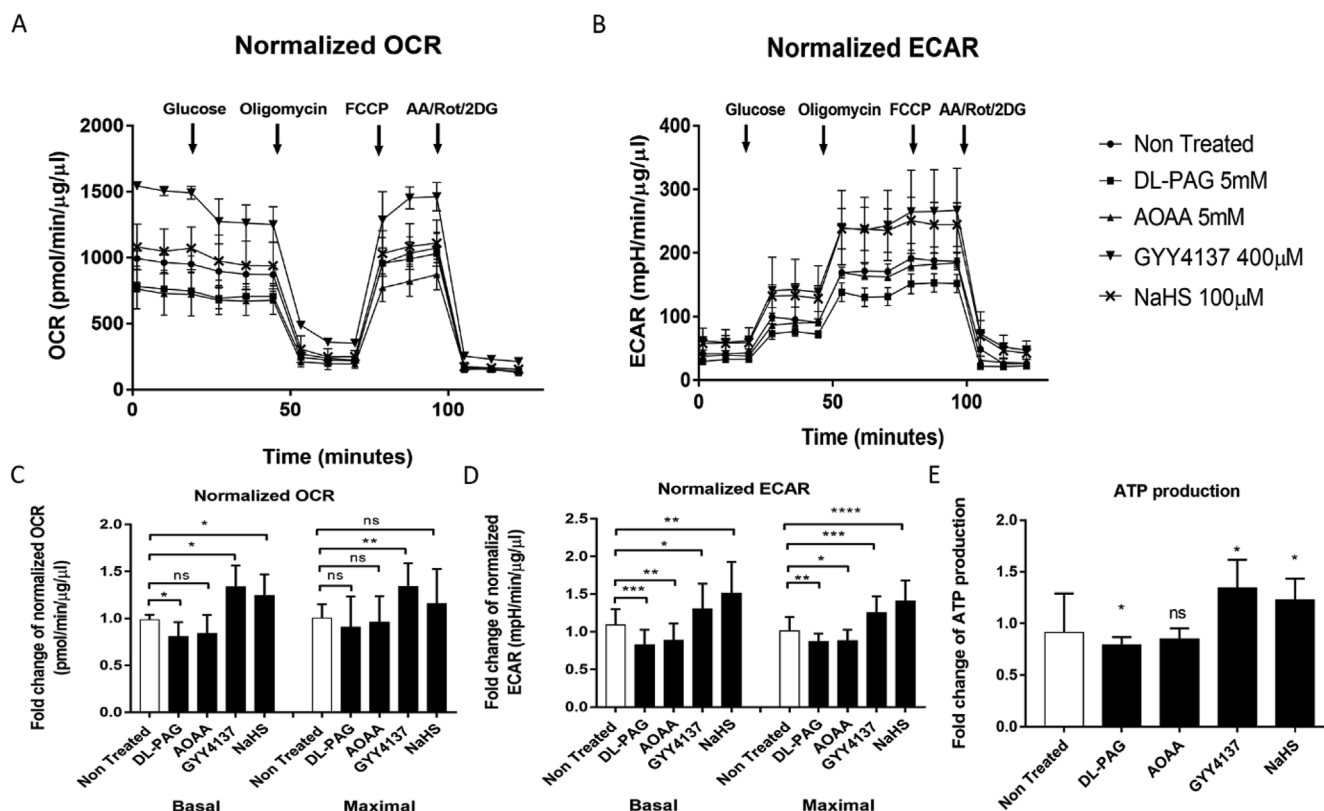 A
Normalized OCR
Glucose Oligomycin FCCP AA/Rot/2DG
2000
1500
1000
500
0
0 50 100
OCR (pmol/min/µg/µl)
Time (minutes)
B
Normalized ECAR
Glucose Oligomycin FCCP AA/Rot/2DG
400
300
200
100
0
0 50 100
ECAR (mpH/min/µg/µl)
Time (minutes)
Non Treated
DL-PAG 5mM
AOAA 5mM
GYY4137 400µM
NaHS 100µM
C
Normalized OCR
Fold change of normalized OCR
(pmol/min/µg/µl)
2.0
1.5
1.0
0.5
0.0
*
*
ns
*
ns
**
ns
ns
Non Treated DL-PAG AOAA GYY4137 NaHS Non Treated DL-PAG AOAA GYY4137 NaHS
Basal Maximal
D
Normalized ECAR
Fold change of normalized
ECAR (mpH/min/µg/µl)
2.5
2.0
1.5
1.0
0.5
0.0
**
*
**
***
****
***
*
**
Non Treated DL-PAG AOAA GYY4137 NaHS Non Treated DL-PAG AOAA GYY4137 NaHS
Basal Maximal
E
ATP production
Fold change of ATP production
2.0
1.5
1.0
0.5
0.0
* ns * *
Non Treated DL-PAG AOAA GYY4137 NaHS